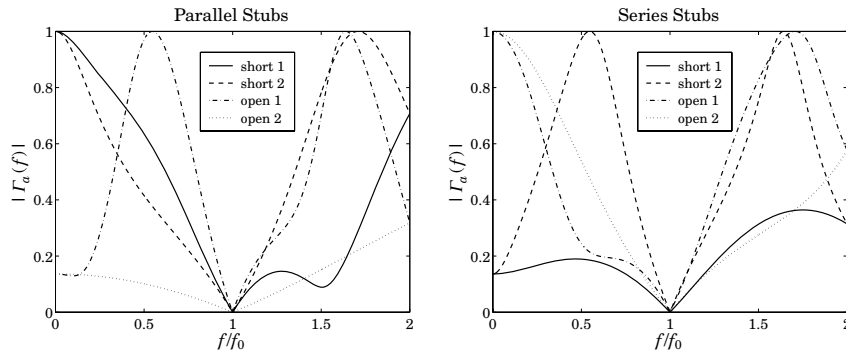 Parallel Stubs
1
0.8
0.6
0.4
0.2
0
| Γa (f) |
short 1
short 2
open 1
open 2
0
0.5
1
1.5
2
f/f0
Series Stubs
1
0.8
0.6
0.4
0.2
0
| Γa (f) |
short 1
short 2
open 1
open 2
0
0.5
1
1.5
2
f/f0